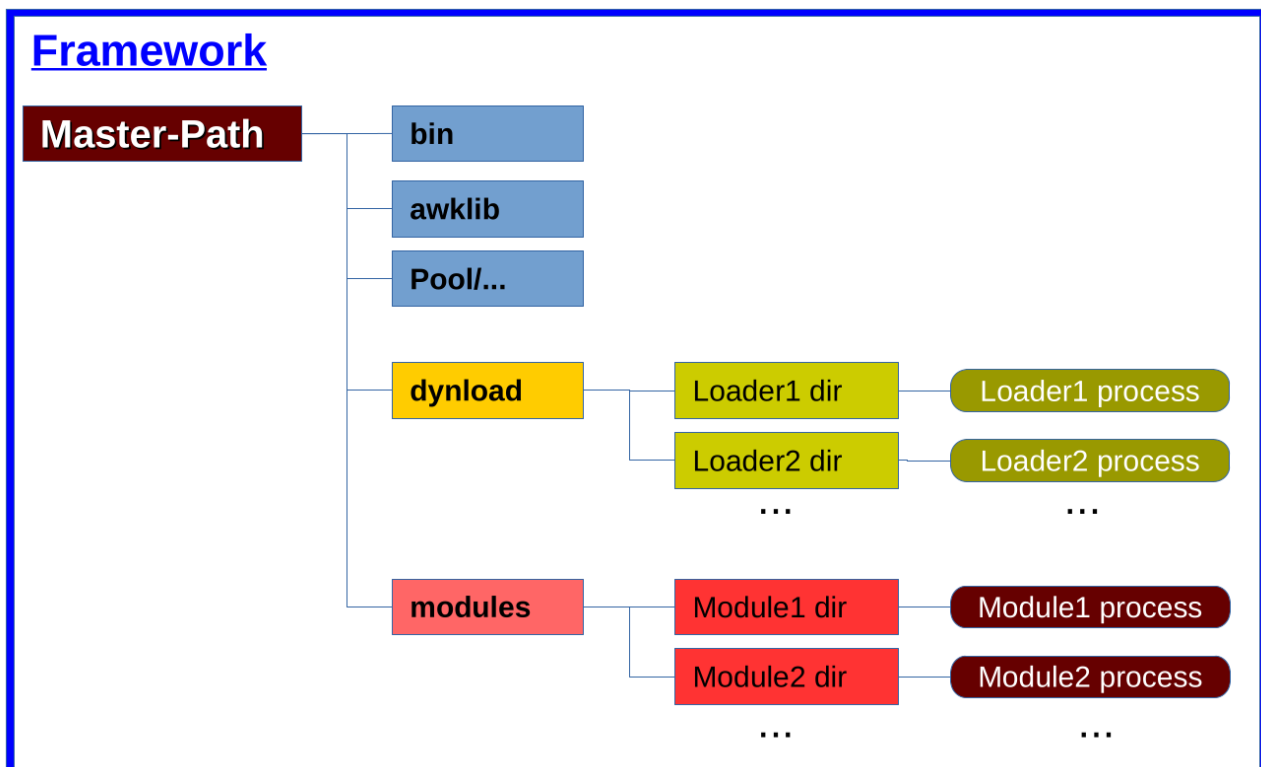 Framework
Master-Path
bin
awklib
Pool/...
dynload
Loader1 dir
Loader1 process
Loader2 dir
Loader2 process
...
...
modules
Module1 dir
Module1 process
Module2 dir
Module2 process
...
...